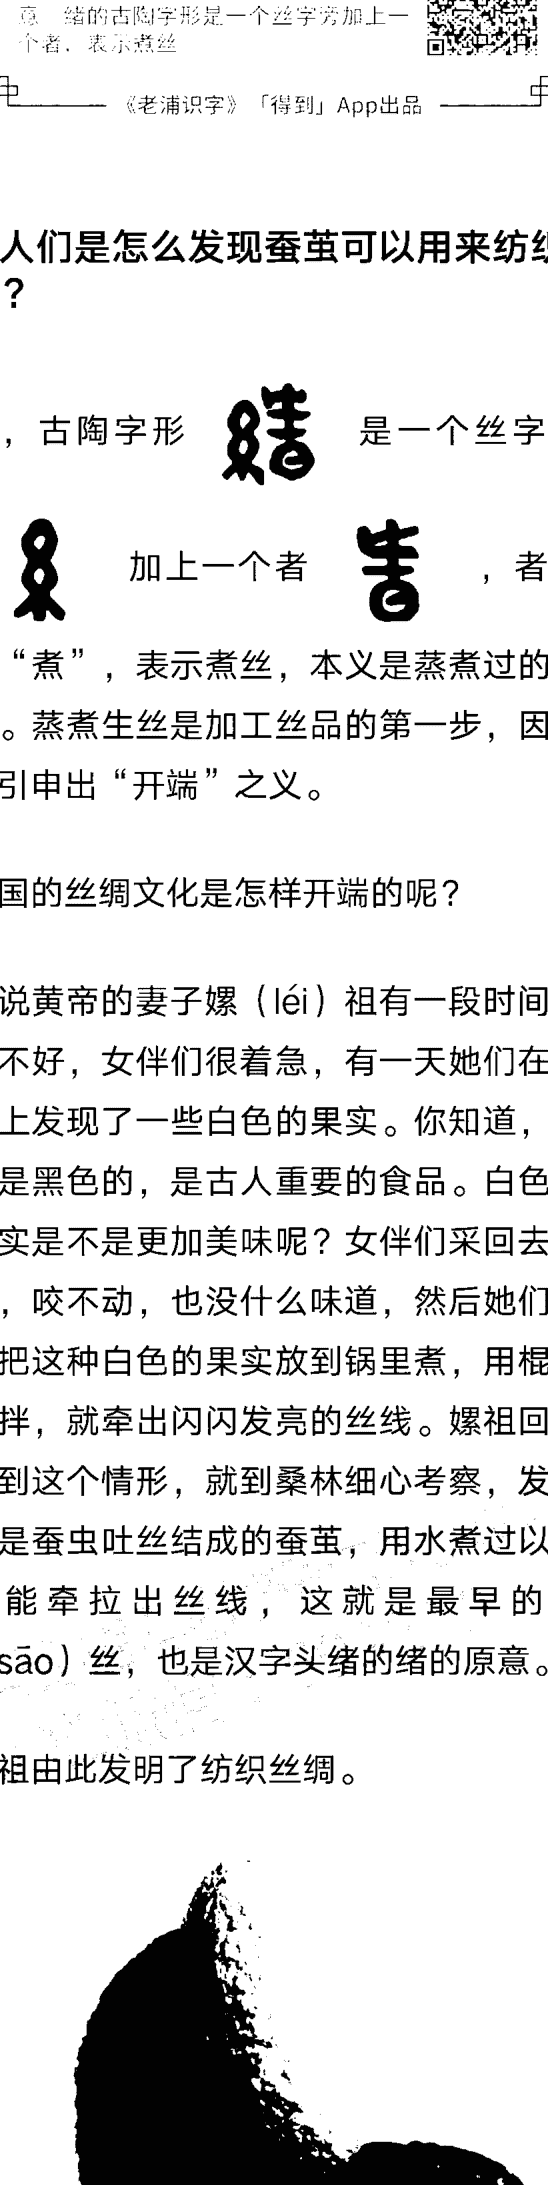 意 绪的古陶字形是一个丝字旁加上一
个者，表示煮丝
《老浦识字》「得到」App出品
人们是怎么发现蚕茧可以用来纺织
？
，古陶字形 是一个丝字
加上一个者 ，者
“煮”，表示煮丝，本义是蒸煮过的
。蒸煮生丝是加工丝品的第一步，因
引申出“开端”之义。
国的丝绸文化是怎样开端的呢？
说黄帝的妻子嫘（léi）祖有一段时间
不好，女伴们很着急，有一天她们在
上发现了一些白色的果实。你知道，
是黑色的，是古人重要的食品。白色
实是不是更加美味呢？女伴们采回去
，咬不动，也没什么味道，然后她们
把这种白色的果实放到锅里煮，用棍
拌，就牵出闪闪发亮的丝线。嫘祖回
到这个情形，就到桑林细心考察，发
是蚕虫吐丝结成的蚕茧，用水煮过以
能牵拉出丝线，这就是最早的
sāo）丝，也是汉字头绪的绪的原意。
祖由此发明了纺织丝绸。